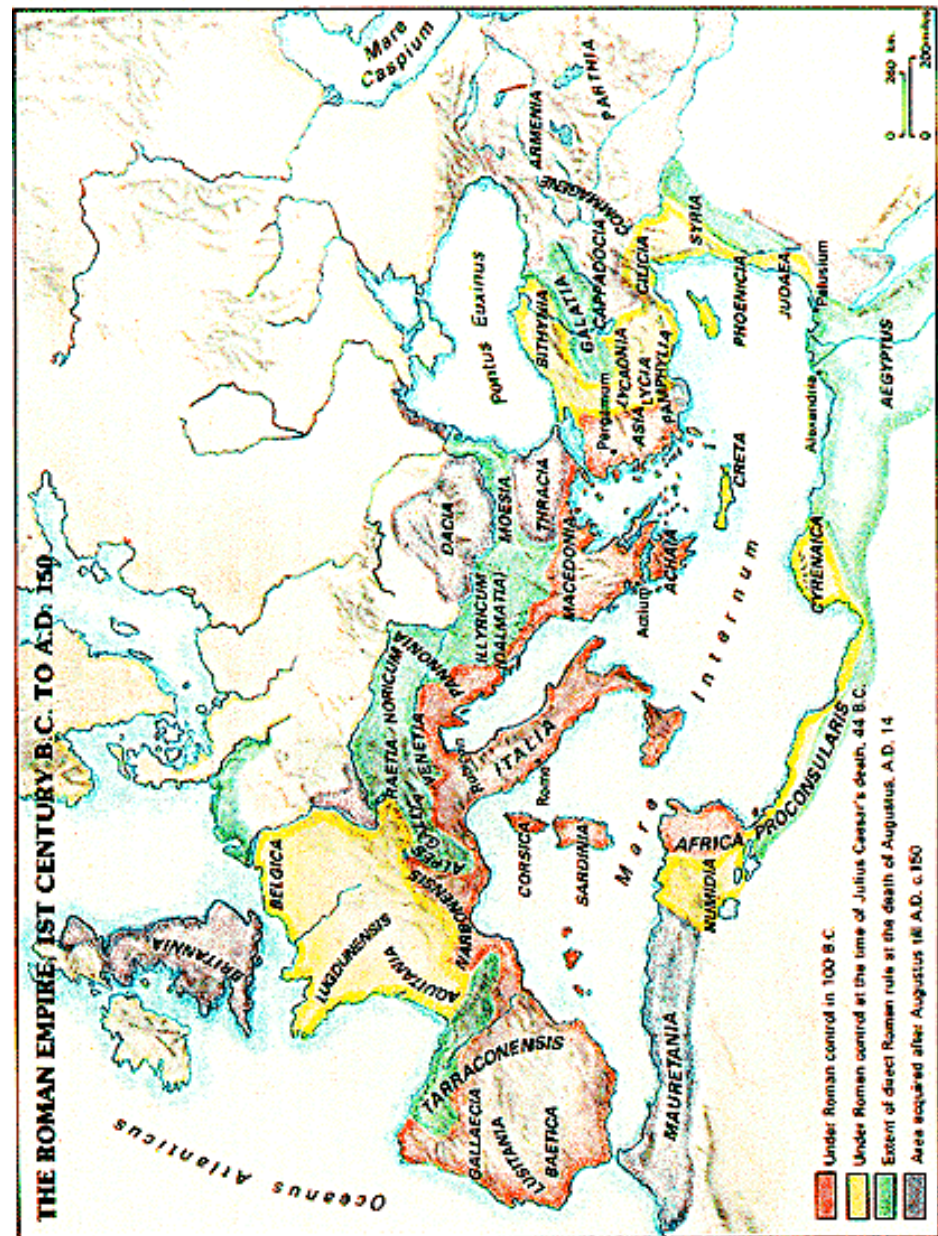 THE ROMAN EMPIRE, 1ST CENTURY B.C. TO A.D. 150
Oceanus Atlanticus
BRITANNIA
BELGICA
LUGDUNENSIS
AQUITANIA
NARBONENSIS
ALPES
GALLIA
VENETIA
RAETIA
NORICUM
PANNONIA
ILLYRICUM
(DALMATIA)
DACIA
MOESIA
THRACIA
MACEDONIA
ACHAIA
Actium
ITALIA
Roma
CORSICA
SARDINIA
TARRACONENSIS
GALLAECIA
LUSITANIA
BAETICA
Mare Internum
Pontus Euxinus
Mare
Caspium
ARMENIA
PARTHIA
COMMAGENE
CAPPADOCIA
GALATIA
BITHYNIA
Pergamum
ASIA
LYCAONIA
LYCIA
PAMPHYLLA
CILICIA
SYRIA
PHOENICIA
JUDAEA
Pelusium
CRETA
Alexandria
AEGYPTUS
CYRENAICA
AFRICA
PROCONSULARIS
NUMIDIA
MAURETANIA
Under Roman control in 100 B.C.
Under Roman control at the time of Julius Caesar's death, 44 B.C.
Extent of direct Roman rule at the death of Augustus, A.D. 14
Area acquired after Augustus till A.D. c.150
0
0